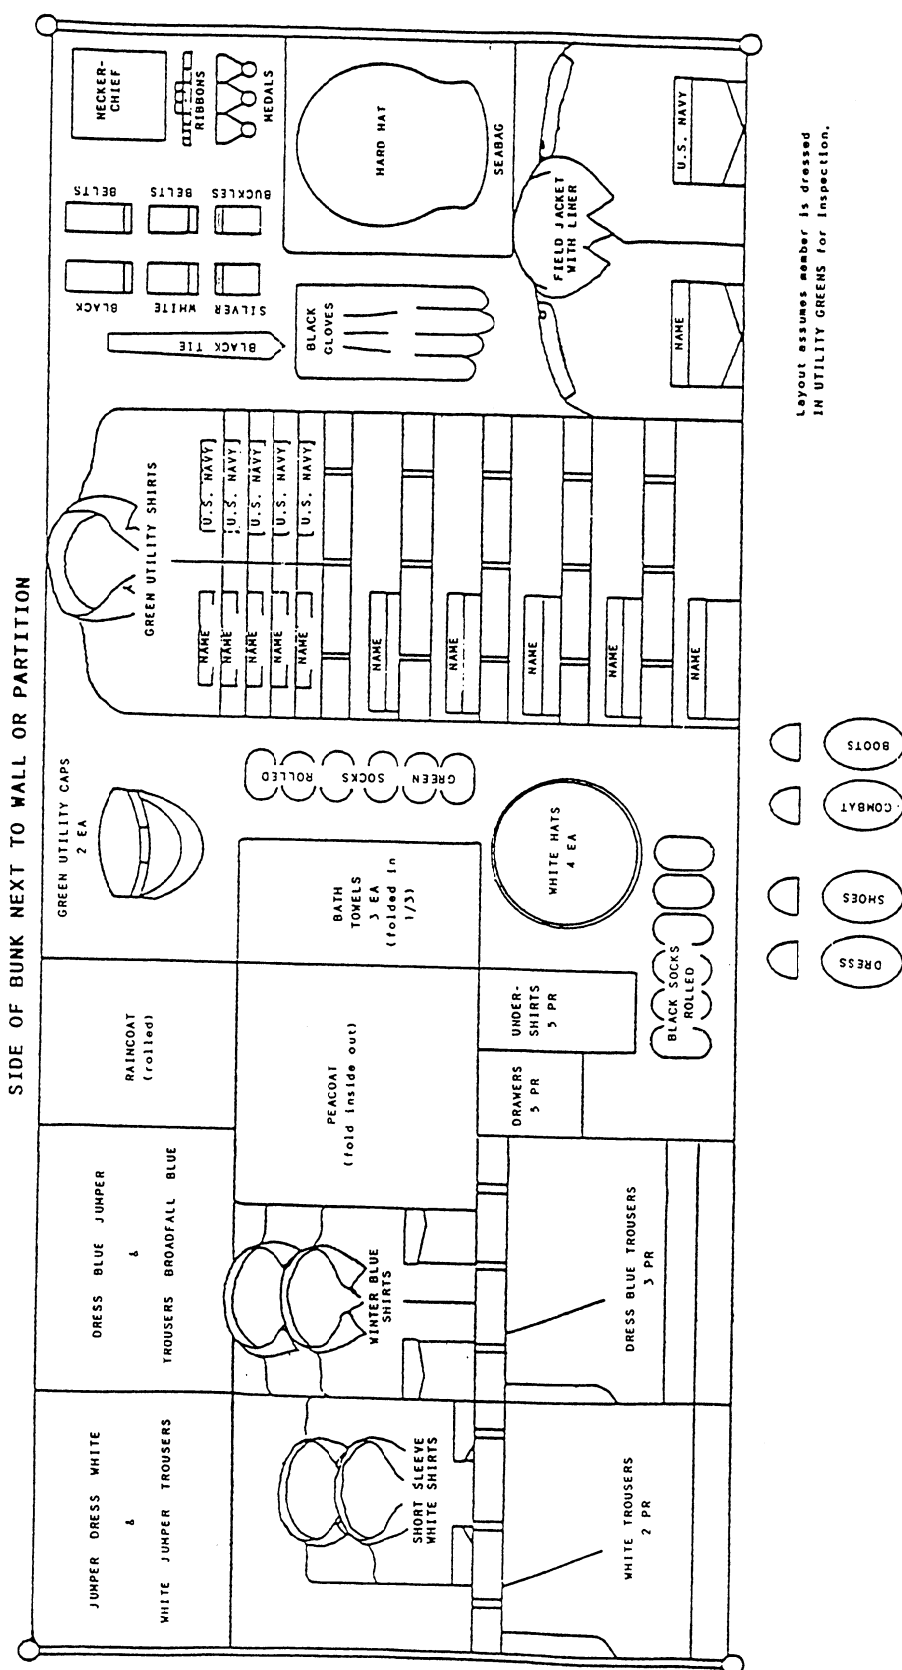 SIDE OF BUNK NEXT TO WALL OR PARTITION
JUMPER DRESS WHITE
&
WHITE JUMPER TROUSERS
DRESS BLUE JUMPER
&
TROUSERS BROADFALL BLUE
RAINCOAT
(rolled)
GREEN UTILITY CAPS
2 EA
GREEN UTILITY SHIRTS
NAME
NAME
NAME
NAME
NAME
U.S. NAVY
U.S. NAVY
U.S. NAVY
U.S. NAVY
U.S. NAVY
NAME
NAME
NAME
NAME
NAME
BLACK BELTS
WHITE BELTS
SILVER BUCKLES
BLACK TIE
NECKER-
CHIEF
RIBBONS
MEDALS
SHORT SLEEVE
WHITE SHIRTS
WINTER BLUE
SHIRTS
PEACOAT
(fold inside out)
BATH
TOWELS
3 EA
(folded in
1/3)
GREEN SOCKS ROLLED
BLACK
GLOVES
HARD HAT
SEABAG
WHITE TROUSERS
2 PR
DRESS BLUE TROUSERS
3 PR
DRAWERS
5 PR
UNDER-
SHIRTS
5 PR
WHITE HATS
4 EA
BLACK SOCKS
ROLLED
FIELD JACKET
WITH LINER
NAME
U.S. NAVY
DRESS SHOES
COMBAT BOOTS
Layout assumes member is dressed
IN UTILITY GREENS for inspection.